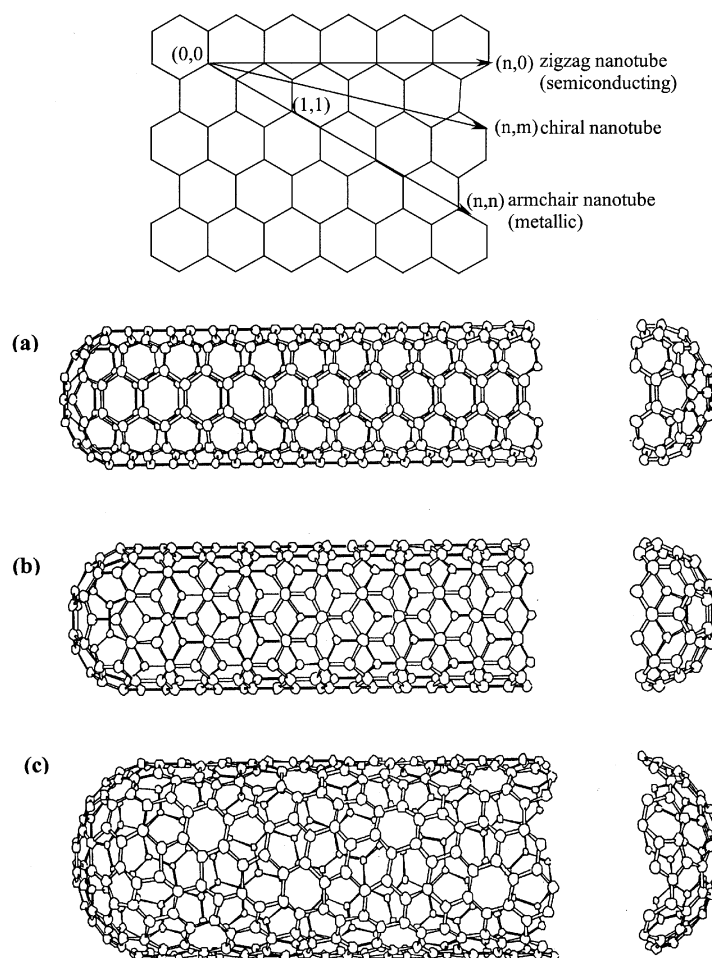 (0,0
(n,0) zigzag nanotube
(semiconducting)
(1,1)
(n,m) chiral nanotube
(n,n) armchair nanotube
(metallic)
(a)
(b)
(c)